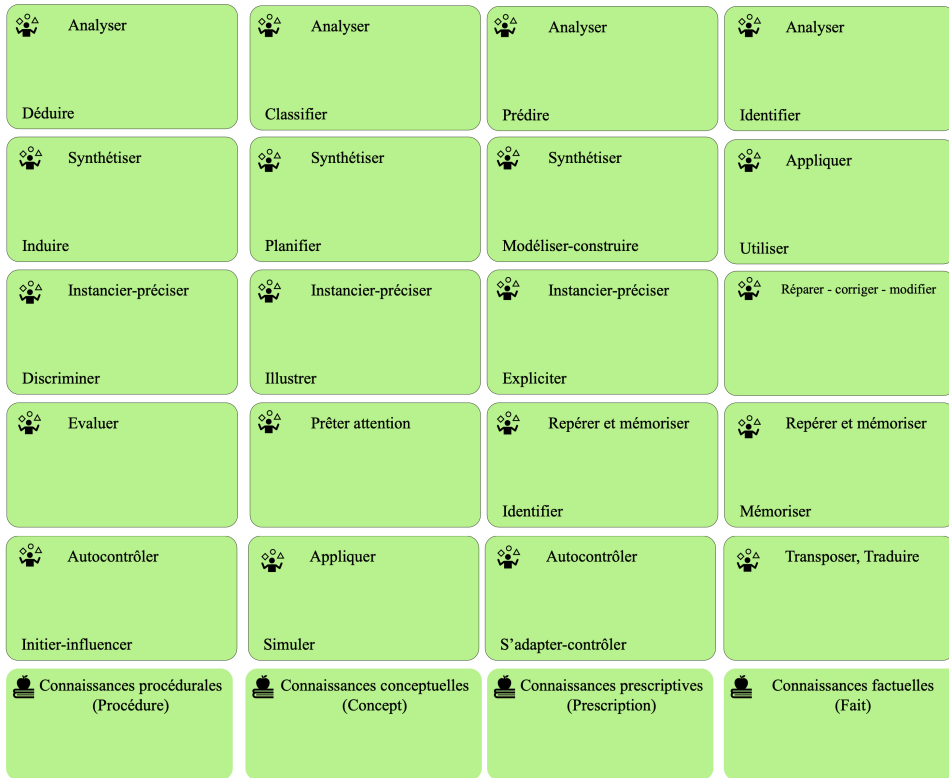 Analyser
Analyser
Analyser
Analyser
Déduire
Classifier
Prédire
Identifier
Synthétiser
Synthétiser
Synthétiser
Appliquer
Induire
Planifier
Modéliser-construire
Utiliser
Instancier-préciser
Instancier-préciser
Instancier-préciser
Réparer - corriger - modifier
Discriminer
Illustrer
Expliciter
Evaluer
Prêter attention
Repérer et mémoriser
Repérer et mémoriser
Identifier
Mémoriser
Autocontrôler
Appliquer
Autocontrôler
Transposer, Traduire
Initier-influencer
Simuler
S’adapter-contrôler
Connaissances procédurales
(Procédure)
Connaissances conceptuelles
(Concept)
Connaissances prescriptives
(Prescription)
Connaissances factuelles
(Fait)